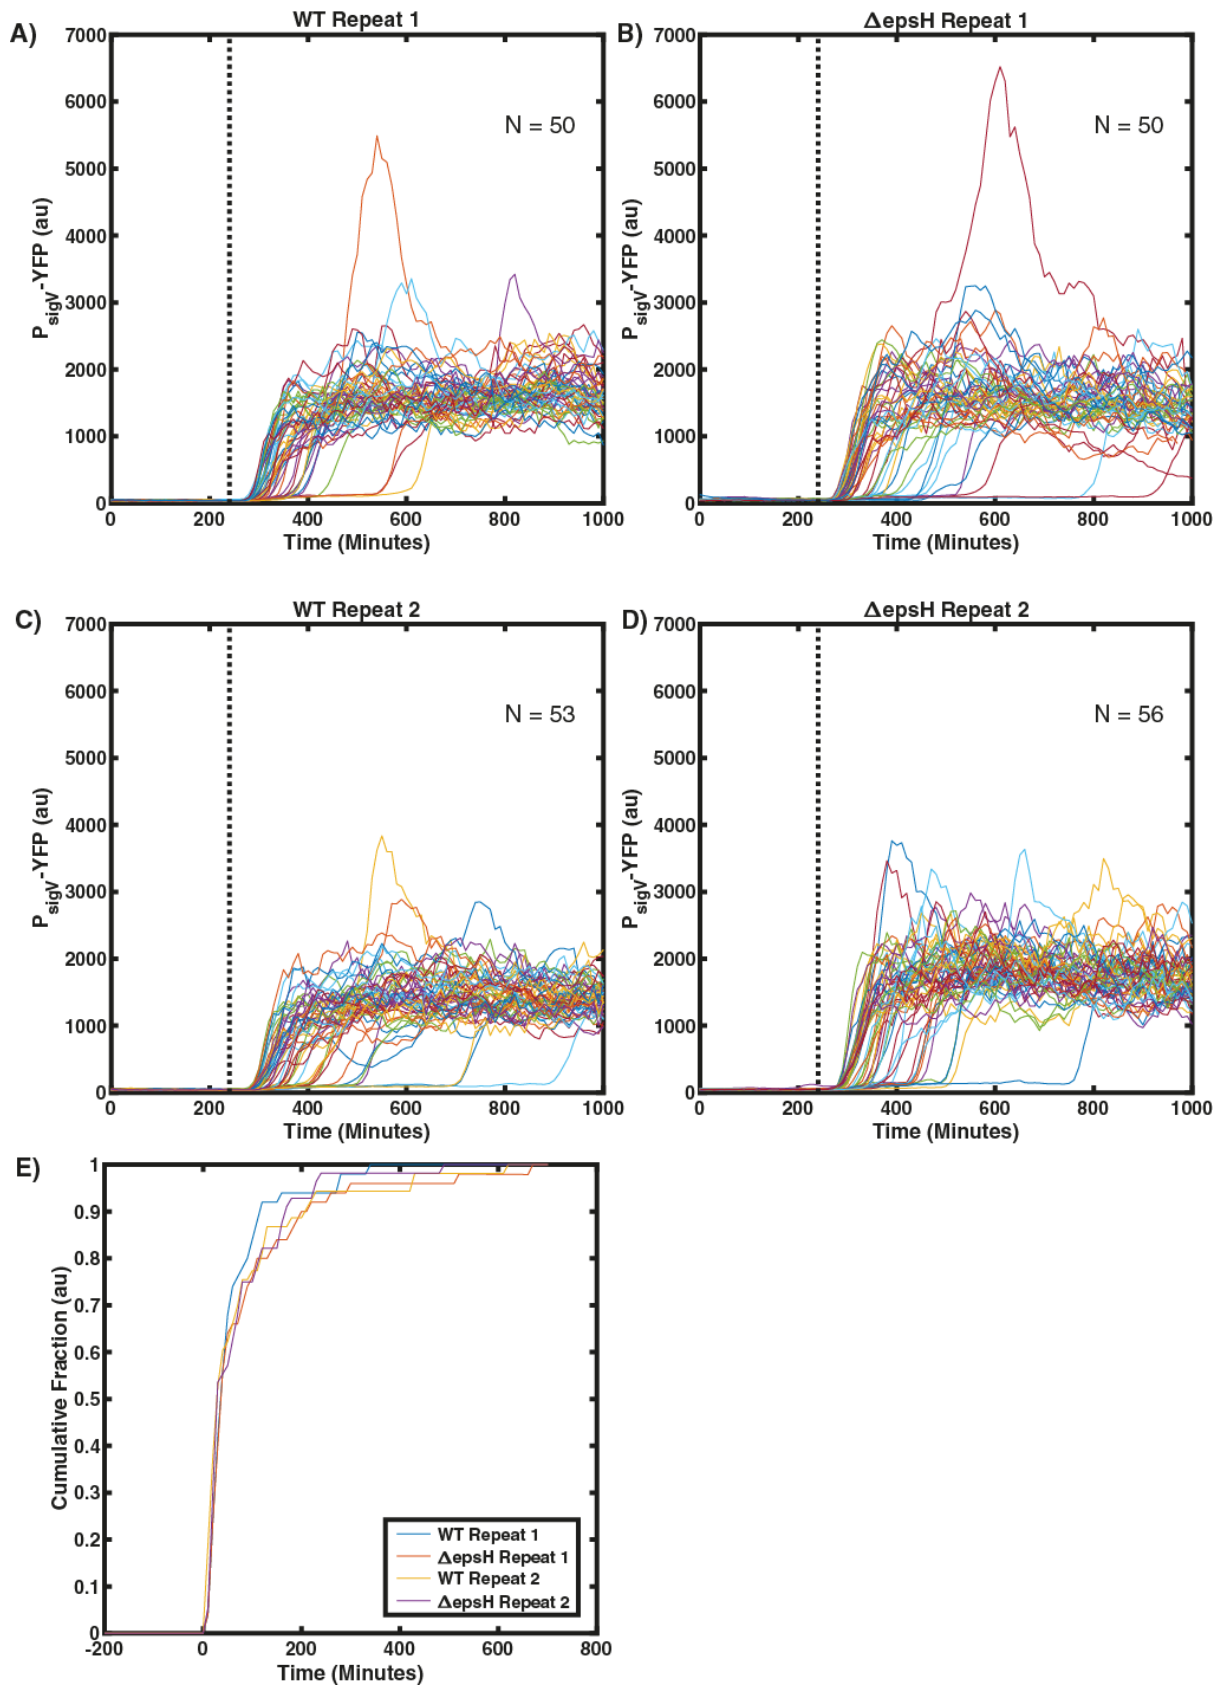 A)
WT Repeat 1
7000
6000
5000
4000
3000
2000
1000
0
N = 50
P_sigV-YFP (au)
0 200 400 600 800 1000
Time (Minutes)
B)
ΔepsH Repeat 1
7000
6000
5000
4000
3000
2000
1000
0
N = 50
P_sigV-YFP (au)
0 200 400 600 800 1000
Time (Minutes)
C)
WT Repeat 2
7000
6000
5000
4000
3000
2000
1000
0
N = 53
P_sigV-YFP (au)
0 200 400 600 800 1000
Time (Minutes)
D)
ΔepsH Repeat 2
7000
6000
5000
4000
3000
2000
1000
0
N = 56
P_sigV-YFP (au)
0 200 400 600 800 1000
Time (Minutes)
E)
1
0.9
0.8
0.7
0.6
0.5
0.4
0.3
0.2
0.1
0
Cumulative Fraction (au)
WT Repeat 1
ΔepsH Repeat 1
WT Repeat 2
ΔepsH Repeat 2
-200 0 200 400 600 800
Time (Minutes)